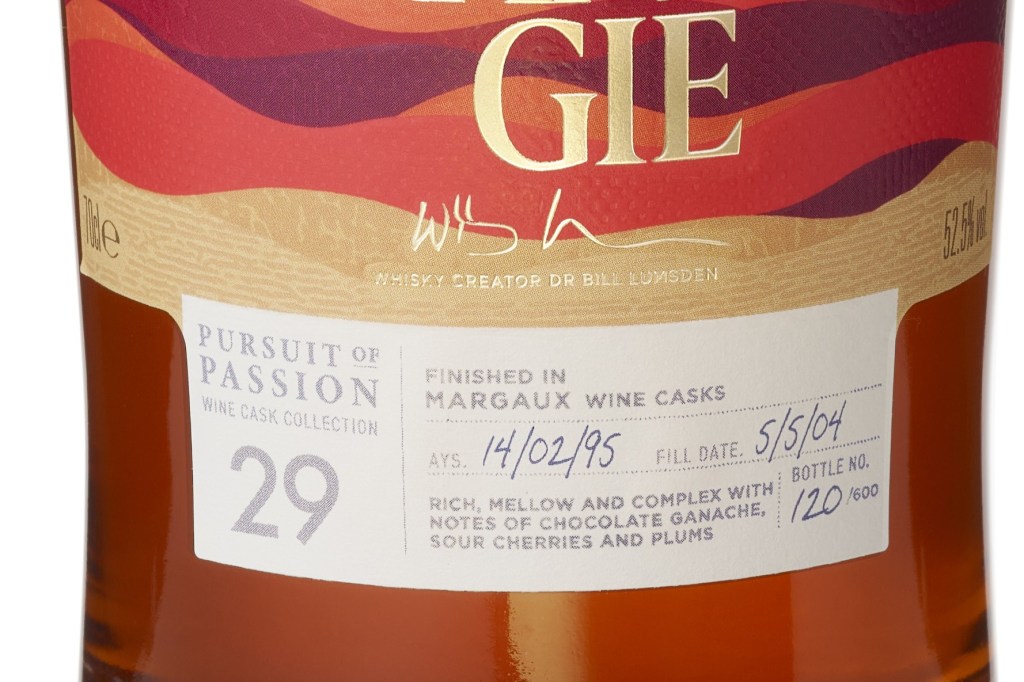 GIE
70cl e
52.5% vol
WHISKY CREATOR DR BILL LUMSDEN
PURSUIT OF
PASSION
WINE CASK COLLECTION
29
FINISHED IN
MARGAUX WINE CASKS
AYS. 14/02/95 FILL DATE. 5/5/04
RICH, MELLOW AND COMPLEX WITH
NOTES OF CHOCOLATE GANACHE,
SOUR CHERRIES AND PLUMS
BOTTLE NO.
120/600